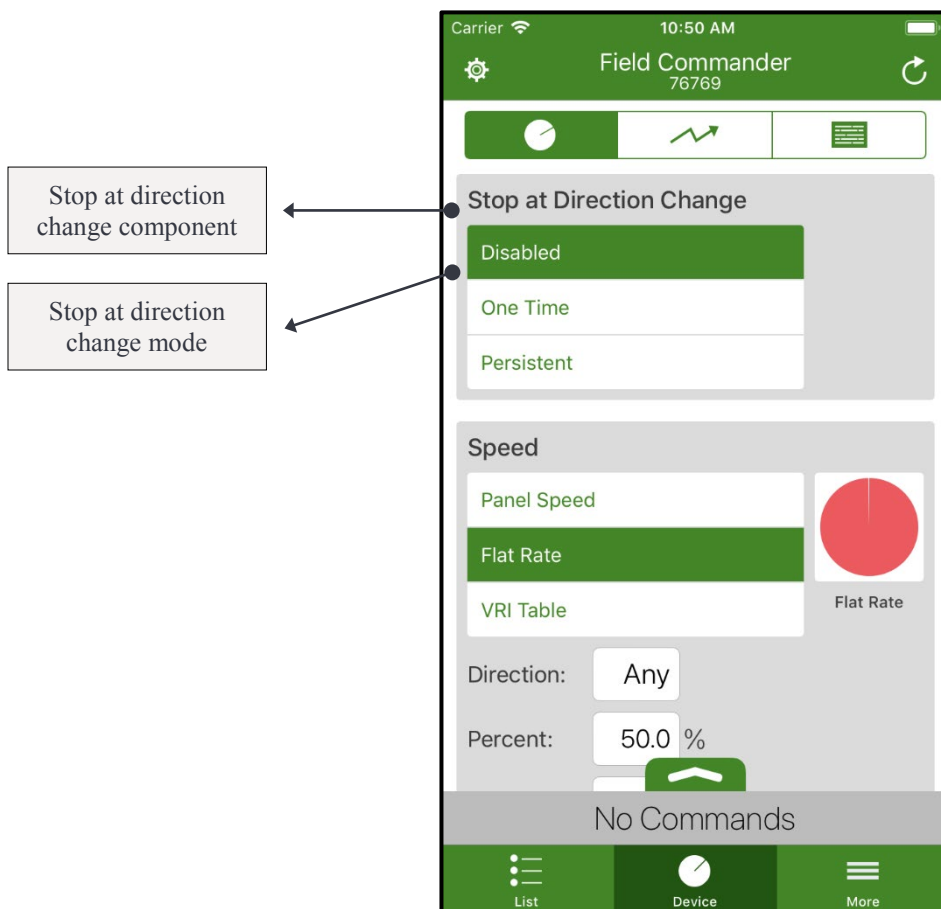 Carrier 10:50 AM
Field Commander
76769
Stop at direction
change component
Stop at direction
change mode
Stop at Direction Change
Disabled
One Time
Persistent
Speed
Panel Speed
Flat Rate
VRI Table
Flat Rate
Direction: Any
Percent: 50.0 %
No Commands
List Device More